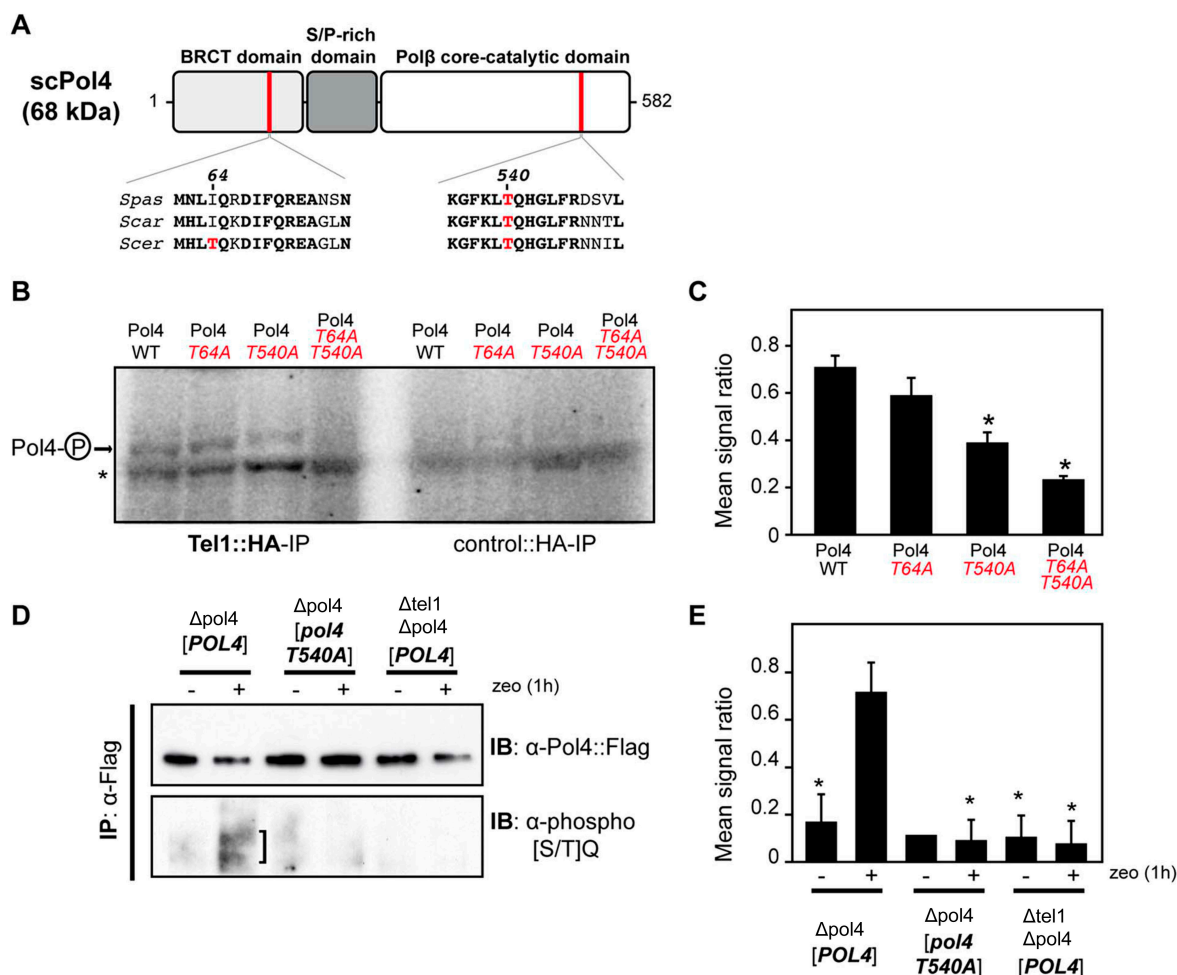 A
S/P-rich
BRCT domain domain Polβ core-catalytic domain
scPol4
(68 kDa)
1
582
64
540
Spas MNLIQRDIFQREANSN KGFKLTQHGLFRDSVL
Scar MHLIQKDIFQREAGLN KGFKLTQHGLFRNNTL
Scer MHLTQKDIFQREAGLN KGFKLTQHGLFRNNIL
B
Pol4 WT
Pol4 T64A
Pol4 T540A
Pol4 T64A T540A
Pol4 WT
Pol4 T64A
Pol4 T540A
Pol4 T64A T540A
Pol4-P
*
Tel1::HA-IP
control::HA-IP
C
Mean signal ratio
0.8
0.6
0.4
0.2
0
*
*
Pol4 WT
Pol4 T64A
Pol4 T540A
Pol4 T64A T540A
D
Δpol4 [POL4]
Δpol4 [pol4 T540A]
Δtel1 Δpol4 [POL4]
- + - + - + zeo (1h)
IP: α-Flag
IB: α-Pol4::Flag
IB: α-phospho
[S/T]Q
E
Mean signal ratio
0.8
0.6
0.4
0.2
0
* * * *
- + - + - + zeo (1h)
Δpol4 [POL4]
Δpol4 [pol4 T540A]
Δtel1 Δpol4 [POL4]